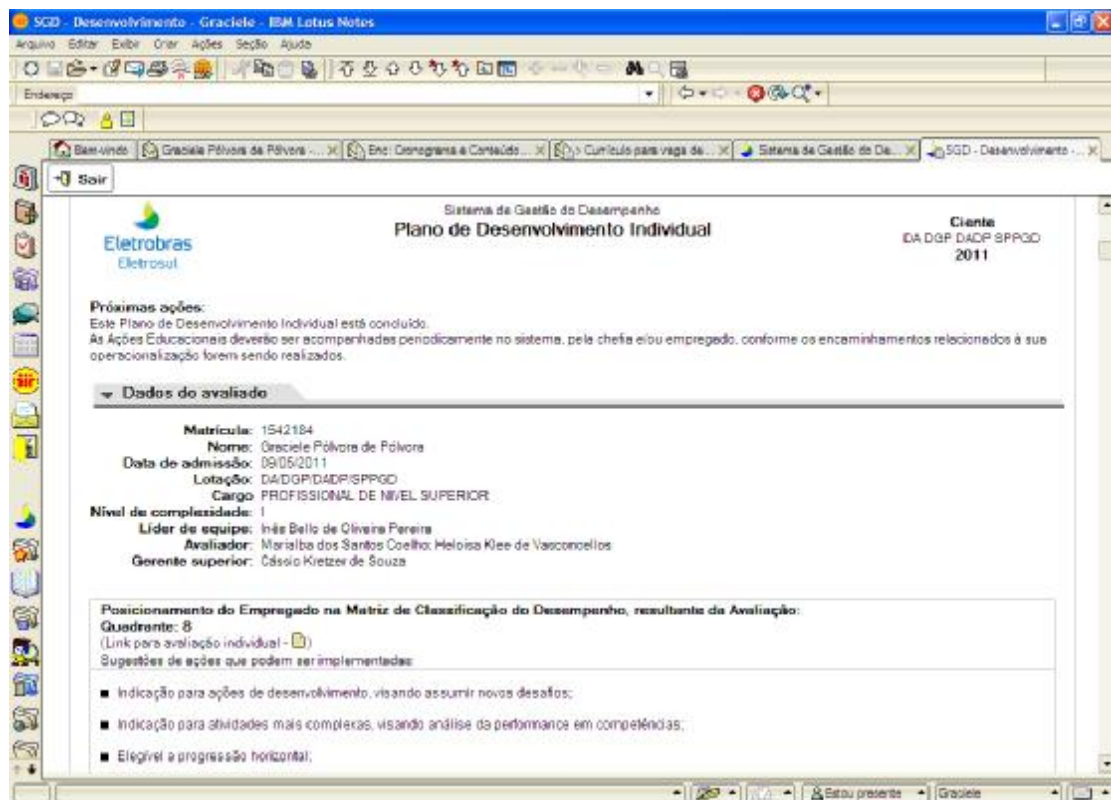 SGD - Desenvolvimento - Graciele - IBM Lotus Notes
Arquivo Editar Exibir Criar Ações Seção Ajuda
Endereço
Bem-vindo Graciele Pólvora de Pólvora - ... Enc: Cronograma e Conteúdo... Currículo para vaga de... Sistema de Gestão do De... SGD - Desenvolvimento - ...
Sair
Eletrobras
Eletrosul
Sistema de Gestão do Desempenho
Plano de Desenvolvimento Individual
Ciente
DA DGP DADP SPPGD
2011
Próximas ações:
Este Plano de Desenvolvimento Individual está concluído.
As Ações Educacionais deverão ser acompanhadas periodicamente no sistema, pela chefia e/ou empregado, conforme os encaminhamentos relacionados à sua
operacionalização forem sendo realizados.
Dados do avaliado
Matrícula: 1542184
Nome: Graciele Pólvora de Pólvora
Data de admissão: 09/05/2011
Lotação: DA/DGP/DADP/SPPGD
Cargo PROFISSIONAL DE NIVEL SUPERIOR
Nível de complexidade: I
Líder de equipe: Inês Bello de Oliveira Pereira
Avaliador: Marialba dos Santos Coelho; Heloisa Klee de Vasconcellos
Gerente superior: Cássio Kretzer de Souza
Posicionamento do Empregado na Matriz de Classificação do Desempenho, resultante da Avaliação:
Quadrante: 8
(Link para avaliação individual - )
Sugestões de ações que podem ser implementadas:
■ Indicação para ações de desenvolvimento, visando assumir novos desafios;
■ Indicação para atividades mais complexas, visando análise da performance em competências;
■ Elegível a progressão horizontal;
Estou presente Graciele